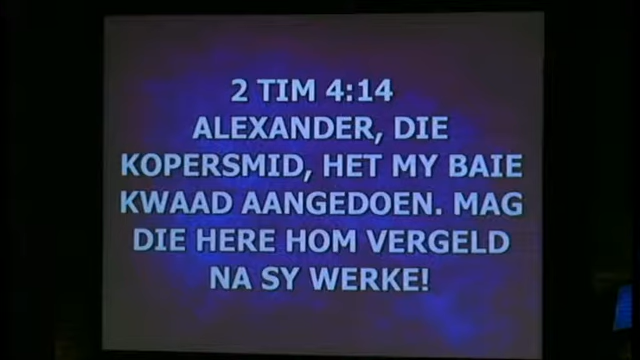 2 TIM 4:14
ALEXANDER, DIE
KOPERSMID, HET MY BAIE
KWAAD AANGEDOEN. MAG
DIE HERE HOM VERGELD
NA SY WERKE!